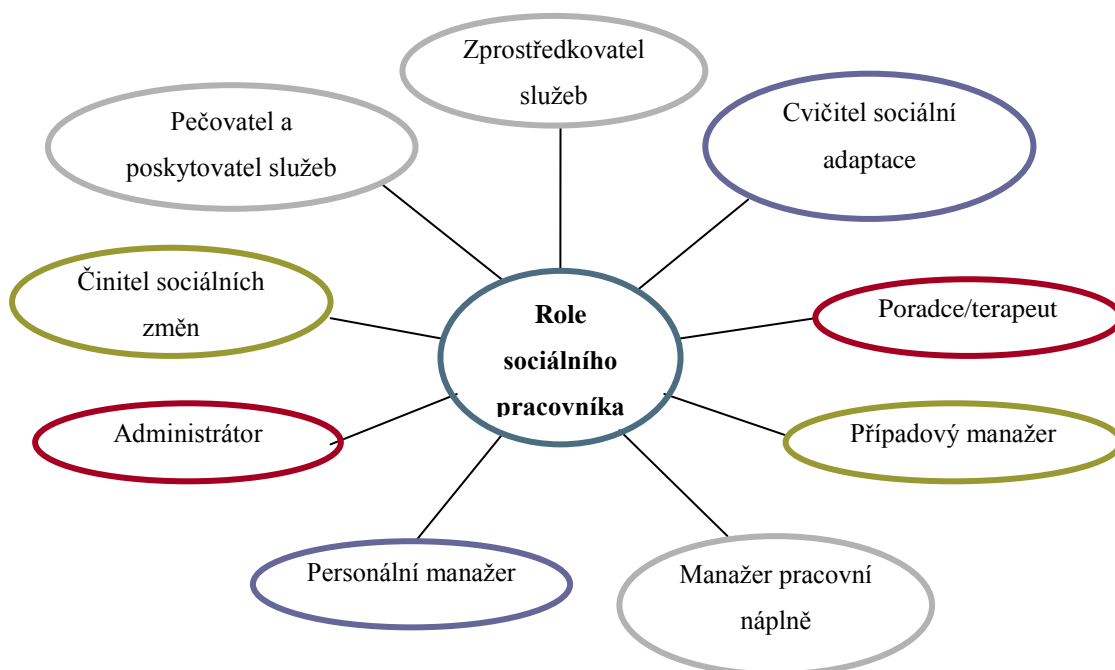 Zprostředkovatel
služeb
Cvičitel sociální
adaptace
Pečovatel a
poskytovatel služeb
Činitel sociálních
změn
Role
sociálního
pracovníka
Poradce/terapeut
Administrátor
Případový manažer
Personální manažer
Manažer pracovní
náplně